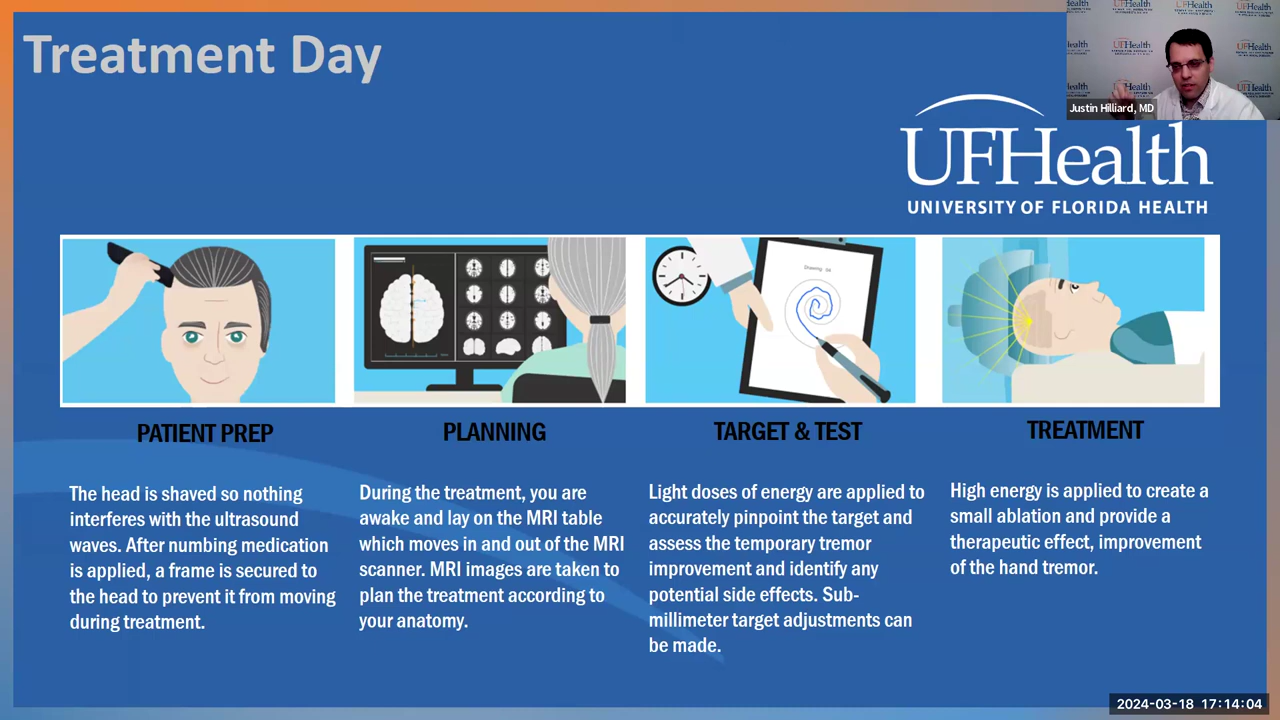 Treatment Day
UFHealth
UFHealth
UFHealth
Justin Hilliard, MD
UFHealth
UNIVERSITY OF FLORIDA HEALTH
PATIENT PREP
The head is shaved so nothing
interferes with the ultrasound
waves. After numbing medication
is applied, a frame is secured to
the head to prevent it from moving
during treatment.
PLANNING
During the treatment, you are
awake and lay on the MRI table
which moves in and out of the MRI
scanner. MRI images are taken to
plan the treatment according to
your anatomy.
TARGET & TEST
Light doses of energy are applied to
accurately pinpoint the target and
assess the temporary tremor
improvement and identify any
potential side effects. Sub-
millimeter target adjustments can
be made.
TREATMENT
High energy is applied to create a
small ablation and provide a
therapeutic effect, improvement
of the hand tremor.
2024-03-18 17:14:04